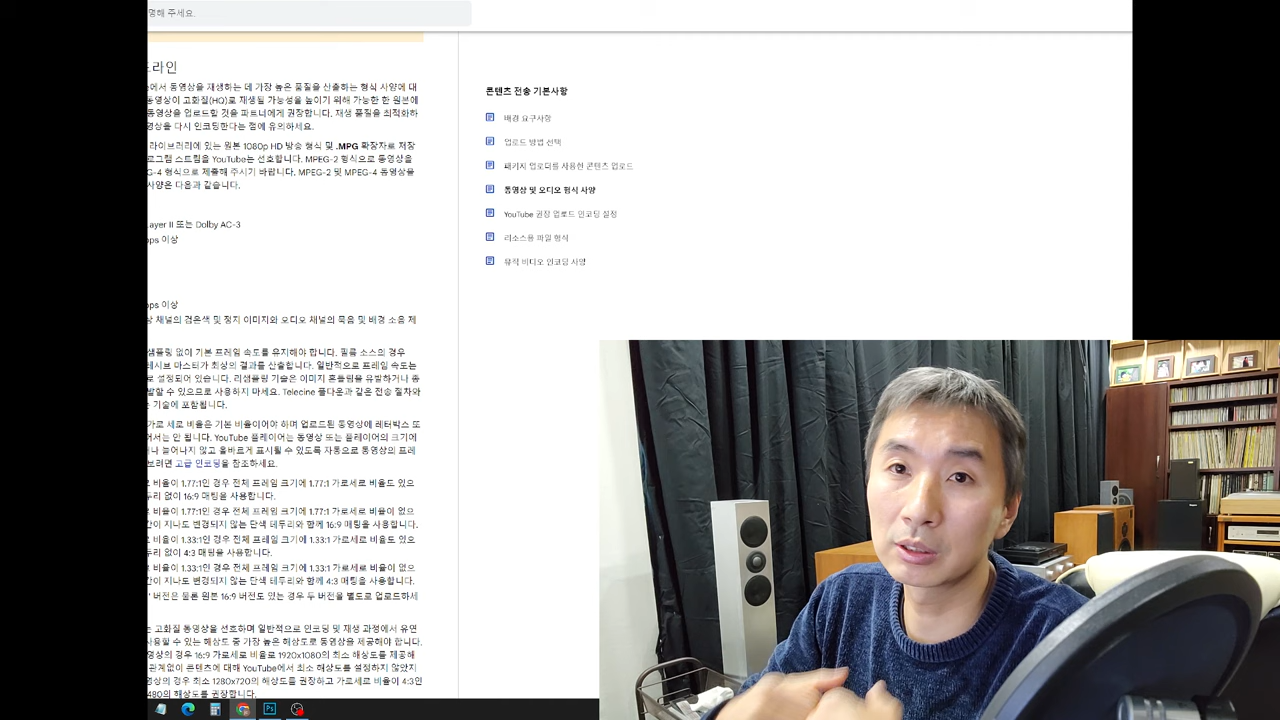 명해 주세요.
드라인
에서 동영상을 재생하는 데 가장 높은 품질을 산출하는 형식 사양에 대
동영상이 고화질(HQ)로 재생될 가능성을 높이기 위해 가능한 한 원본에
동영상을 업로드할 것을 파트너에게 권장합니다. 재생 품질을 최적화하
영상을 다시 인코딩한다는 점에 유의하세요.
라이브러리에 있는 원본 1080p HD 방송 형식 및 .MPG 확장자로 저장
로그램 스트림을 YouTube는 선호합니다. MPEG-2 형식으로 동영상을
G-4 형식으로 제출해 주시기 바랍니다. MPEG-2 및 MPEG-4 동영상을
사양은 다음과 같습니다.
Layer II 또는 Dolby AC-3
ops 이상
ops 이상
상 채널의 검은색 및 정지 이미지와 오디오 채널의 묵음 및 배경 소음 제
샘플링 없이 기본 프레임 속도를 유지해야 합니다. 필름 소스의 경우
레시브 마스터가 최상의 결과를 산출합니다. 일반적으로 프레임 속도는
로 설정되어 있습니다. 리샘플링 기술은 이미지 흔들림을 유발하거나 품
발할 수 있으므로 사용하지 마세요. Telecine 풀다운과 같은 전송 절차와
는 기술에 포함됩니다.
가로 세로 비율은 기본 비율이어야 하며 업로드된 동영상에 레터박스 또
어서는 안 됩니다. YouTube 플레이어는 동영상 또는 플레이어의 크기에
나 늘어나지 않고 올바르게 표시될 수 있도록 자동으로 동영상의 프레
보려면 고급 인코딩을 참조하세요.
로 비율이 1.77:1인 경우 전체 프레임 크기에 1.77:1 가로세로 비율도 있으
두리 없이 16:9 매팅을 사용합니다.
로 비율이 1.77:1인 경우 전체 프레임 크기에 1.77:1 가로세로 비율이 없으
간이 지나도 변경되지 않는 단색 테두리와 함께 16:9 매팅을 사용합니다.
로 비율이 1.33:1인 경우 전체 프레임 크기에 1.33:1 가로세로 비율도 있으
두리 없이 4:3 매팅을 사용합니다.
로 비율이 1.33:1인 경우 전체 프레임 크기에 1.33:1 가로세로 비율이 없으
간이 지나도 변경되지 않는 단색 테두리와 함께 4:3 매팅을 사용합니다.
버전은 물론 원본 16:9 버전도 있는 경우 두 버전을 별도로 업로드하세
는 고화질 동영상을 선호하며 일반적으로 인코딩 및 재생 과정에서 유연
사용할 수 있는 해상도 중 가장 높은 해상도로 동영상을 제공해야 합니다.
영상의 경우 16:9 가로세로 비율로 1920x1080의 최소 해상도를 제공해
관계없이 콘텐츠에 대해 YouTube에서 최소 해상도를 설정하지 않았지
영상의 경우 최소 1280x720의 해상도를 권장하고 가로세로 비율이 4:3인
480의 해상도를 권장합니다.
콘텐츠 전송 기본사항
배경 요구사항
업로드 방법 선택
패키지 업로더를 사용한 콘텐츠 업로드
동영상 및 오디오 형식 사양
YouTube 권장 업로드 인코딩 설정
리소스용 파일 형식
뮤직 비디오 인코딩 사양
Ps